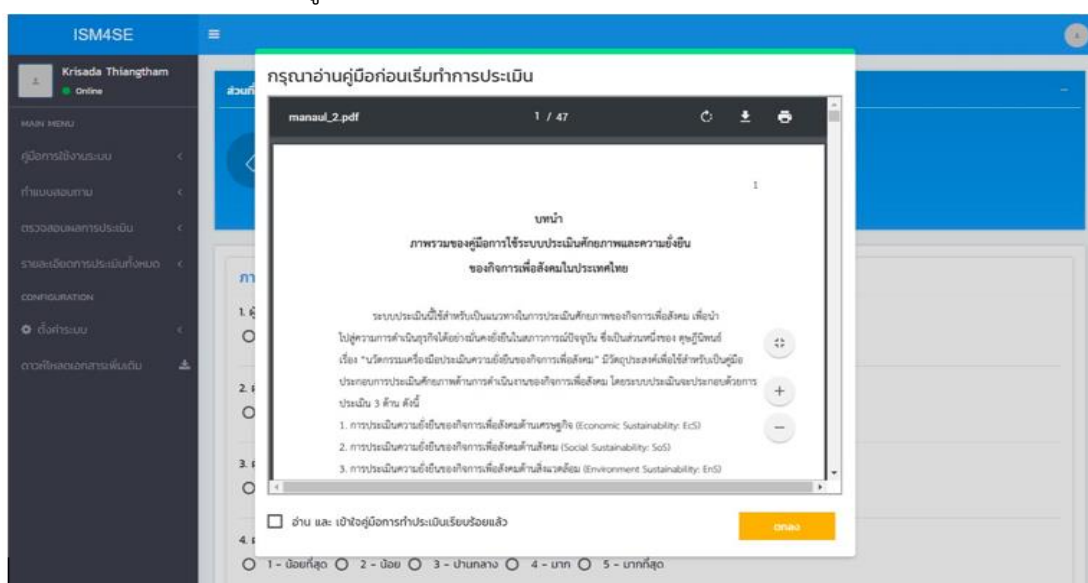 ISM4SE
Krisada Thiangtham
Online
MAIN MENU
คู่มือการใช้งานระบบ
ทำแบบสอบถาม
ตรวจสอบผลการประเมิน
รายละเอียดการประเมินทั้งหมด
CONFIGURATION
ตั้งค่าระบบ
ดาวน์โหลดเอกสารเพิ่มเติม
ส่วนที่
กรุณาอ่านคู่มือก่อนเริ่มทำการประเมิน
manaul_2.pdf 1 / 47
1
บทนำ
ภาพรวมของคู่มือการใช้ระบบประเมินศักยภาพและความยั่งยืน
ของกิจการเพื่อสังคมในประเทศไทย
ระบบประเมินนี้ใช้สำหรับเป็นแนวทางในการประเมินศักยภาพของกิจการเพื่อสังคม เพื่อนำ
ไปสู่ความการดำเนินธุรกิจได้อย่างมั่นคงยั่งยืนในสภาวการณ์ปัจจุบัน ซึ่งเป็นส่วนหนึ่งของ ดุษฎีนิพนธ์
เรื่อง "นวัตกรรมเครื่องมือประเมินความยั่งยืนของกิจการเพื่อสังคม" มีวัตถุประสงค์เพื่อใช้สำหรับเป็นคู่มือ
ประกอบการประเมินศักยภาพด้านการดำเนินงานของกิจการเพื่อสังคม โดยระบบประเมินจะประกอบด้วยการ
ประเมิน 3 ด้าน ดังนี้
1. การประเมินความยั่งยืนของกิจการเพื่อสังคมด้านเศรษฐกิจ (Economic Sustainability: EcS)
2. การประเมินความยั่งยืนของกิจการเพื่อสังคมด้านสังคม (Social Sustainability: SoS)
3. การประเมินความยั่งยืนของกิจการเพื่อสังคมด้านสิ่งแวดล้อม (Environment Sustainability: EnS)
อ่าน และ เข้าใจคู่มือการทำประเมินเรียบร้อยแล้ว
ตกลง
1.
2.
3.
4.
1 - น้อยที่สุด 2 - น้อย 3 - ปานกลาง 4 - มาก 5 - มากที่สุด